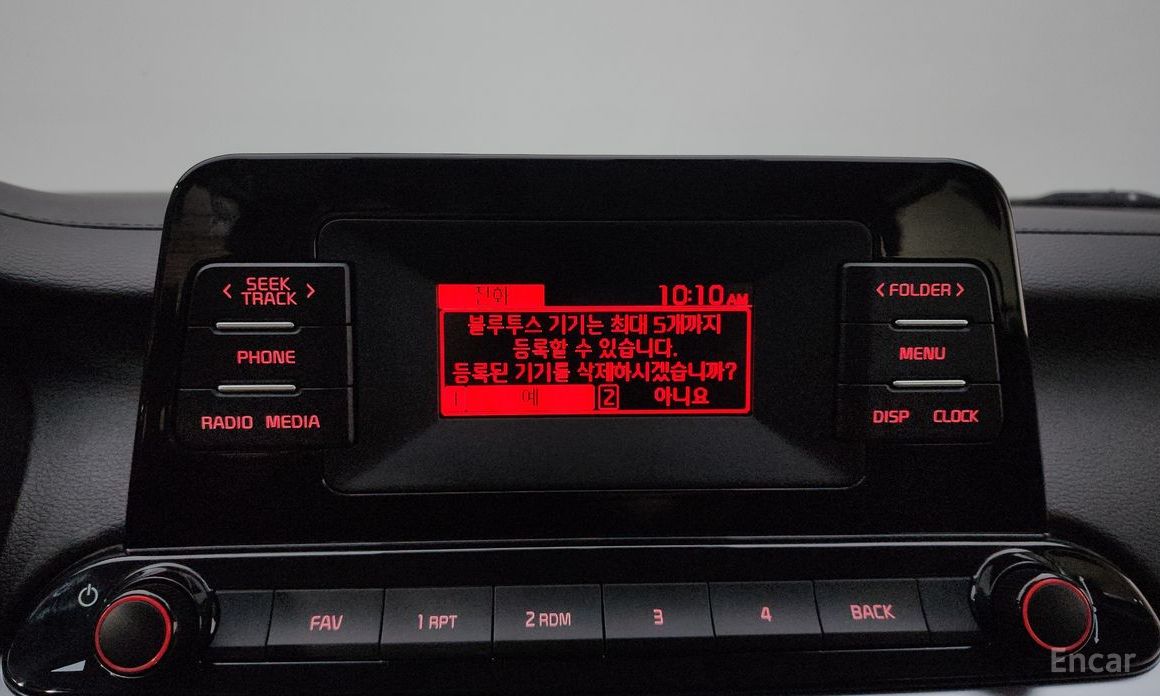 < SEEK TRACK >
PHONE
RADIO MEDIA
전화 10:10 AM
블루투스 기기는 최대 5개까지
등록할 수 있습니다.
등록된 기기를 삭제하시겠습니까?
1 예 2 아니요
< FOLDER >
MENU
DISP CLOCK
FAV 1 RPT 2 RDM 3 4 BACK
Encar